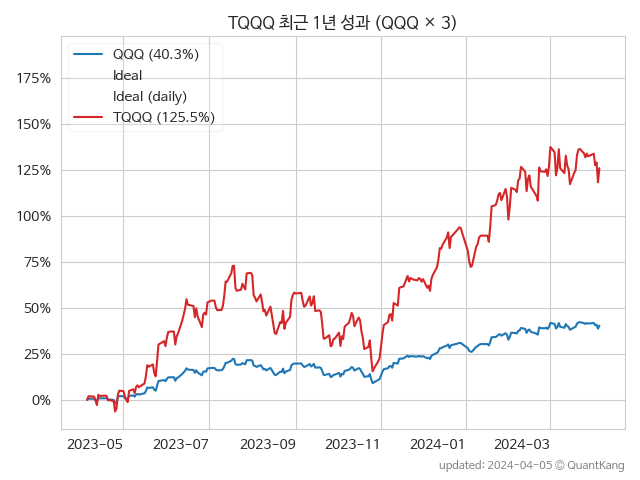 TQQQ 최근 1년 성과 (QQQ × 3)
QQQ (40.3%)
Ideal
Ideal (daily)
TQQQ (125.5%)
175%
150%
125%
100%
75%
50%
25%
0%
2023-05 2023-07 2023-09 2023-11 2024-01 2024-03
updated: 2024-04-05 © QuantKang